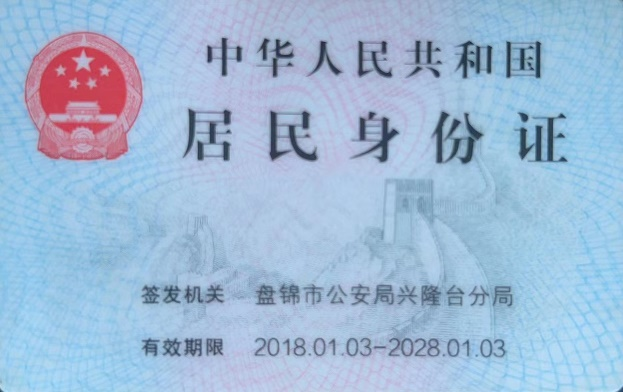 中华人民共和国
居民身份证
签发机关 盘锦市公安局兴隆台分局
有效期限 2018.01.03-2028.01.03